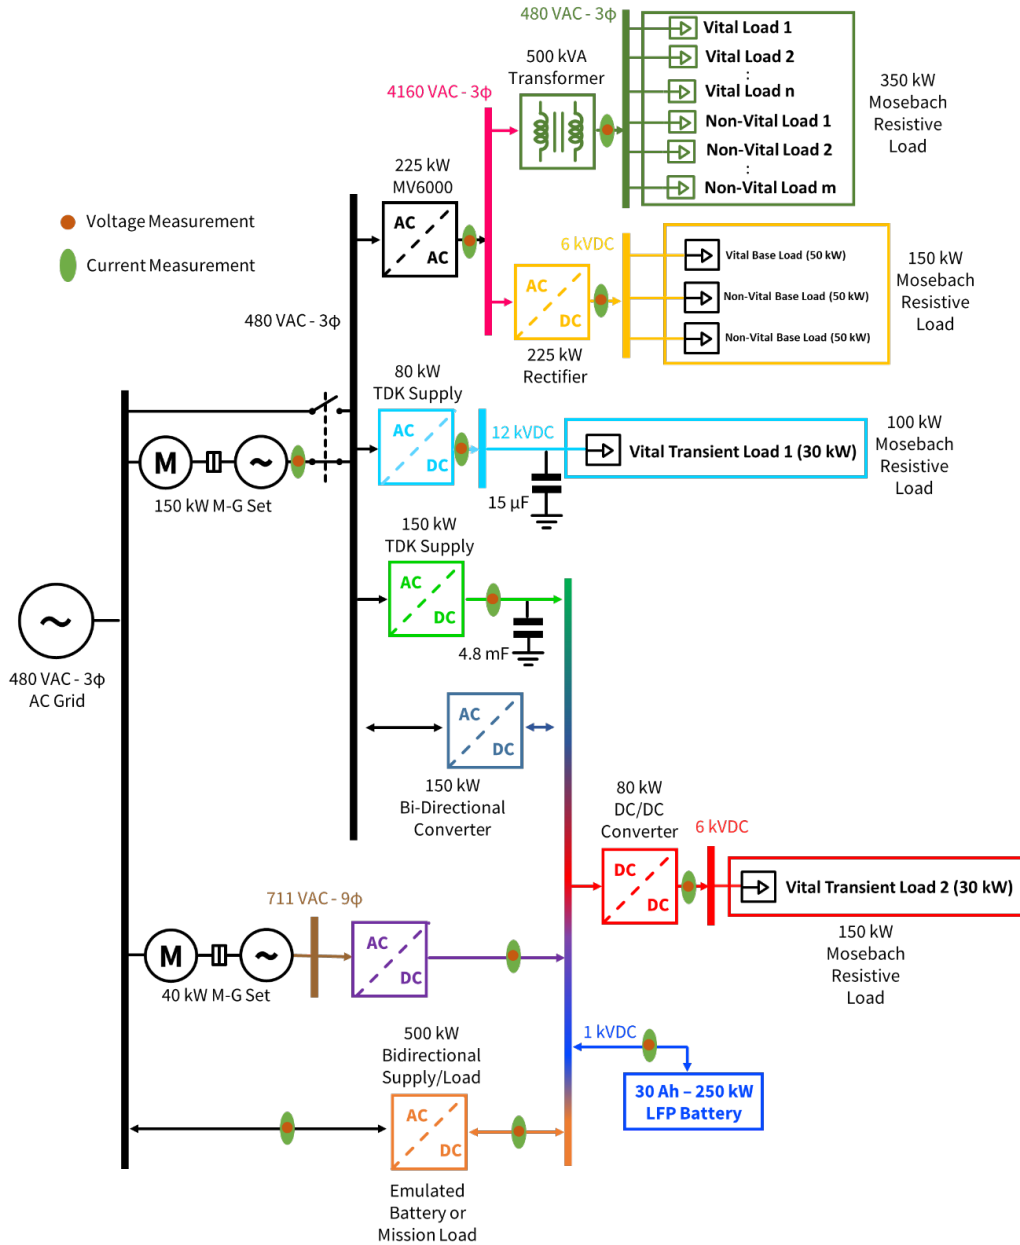 480 VAC - 3ϕ
Vital Load 1
Vital Load 2
⋮
Vital Load n
Non-Vital Load 1
Non-Vital Load 2
⋮
Non-Vital Load m
350 kW
Mosebach
Resistive
Load
500 kVA
Transformer
4160 VAC - 3ϕ
225 kW
MV6000
AC
AC
Voltage Measurement
Current Measurement
6 kVDC
Vital Base Load (50 kW)
Non-Vital Base Load (50 kW)
Non-Vital Base Load (50 kW)
150 kW
Mosebach
Resistive
Load
AC
DC
225 kW
Rectifier
480 VAC - 3ϕ
80 kW
TDK Supply
AC
DC
12 kVDC
Vital Transient Load 1 (30 kW)
100 kW
Mosebach
Resistive
Load
15 µF
M
~
150 kW M-G Set
150 kW
TDK Supply
AC
DC
4.8 mF
~
480 VAC - 3ϕ
AC Grid
AC
DC
150 kW
Bi-Directional
Converter
80 kW
DC/DC
Converter
6 kVDC
DC
DC
Vital Transient Load 2 (30 kW)
150 kW
Mosebach
Resistive
Load
711 VAC - 9ϕ
M
~
40 kW M-G Set
AC
DC
1 kVDC
30 Ah – 250 kW
LFP Battery
500 kW
Bidirectional
Supply/Load
AC
DC
Emulated
Battery or
Mission Load